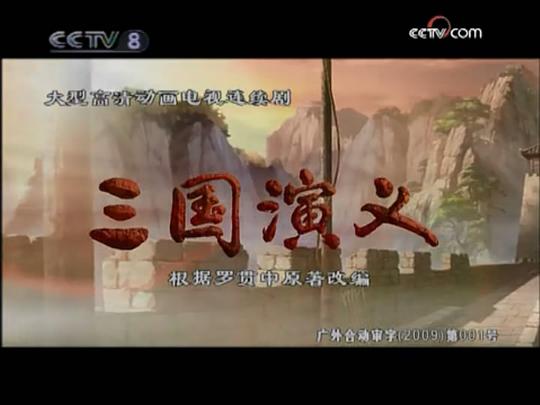 CCTV 8
CCTV.com
大型高清动画电视连续剧
三国演义
根据罗贯中原著改编
广外合动审字(2009)第001号